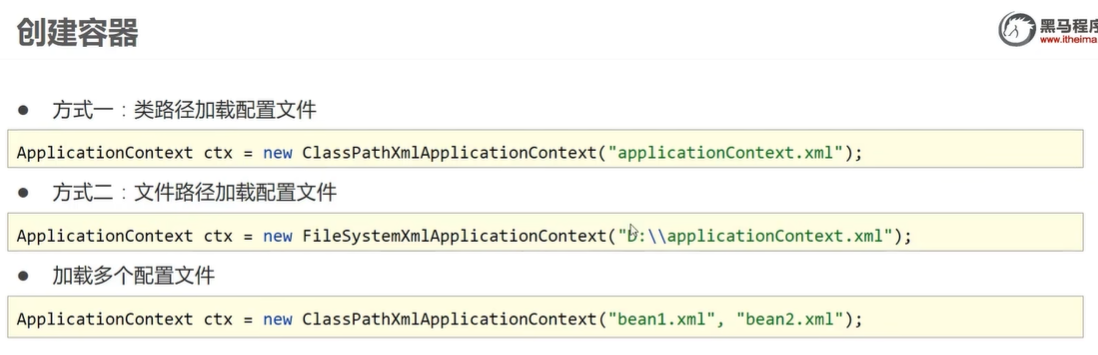 创建容器
黑马程序
www.itheima
● 方式一：类路径加载配置文件
ApplicationContext ctx = new ClassPathXmlApplicationContext("applicationContext.xml");
● 方式二：文件路径加载配置文件
ApplicationContext ctx = new FileSystemXmlApplicationContext("D:\\applicationContext.xml");
● 加载多个配置文件
ApplicationContext ctx = new ClassPathXmlApplicationContext("bean1.xml", "bean2.xml");